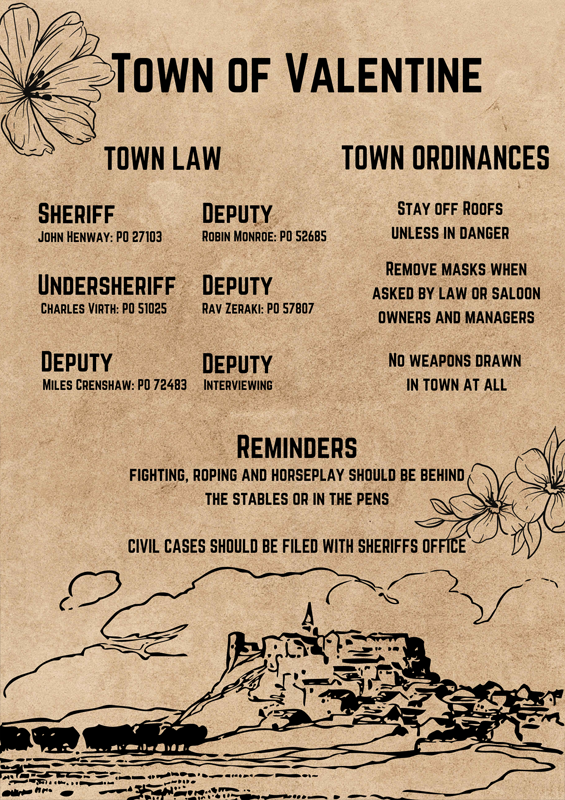 Town of Valentine
TOWN LAW
Sheriff
John Henway: PO 27103
Deputy
Robin Monroe: PO 52685
Undersheriff
Charles Virth: PO 51025
Deputy
Rav Zeraki: PO 57807
Deputy
Miles Crenshaw: PO 72483
Deputy
Interviewing
TOWN ORDINANCES
Stay off Roofs
unless in danger
Remove masks when
asked by law or saloon
owners and managers
No weapons drawn
in town at all
Reminders
fighting, roping and horseplay should be behind
the stables or in the pens
civil cases should be filed with sheriffs office